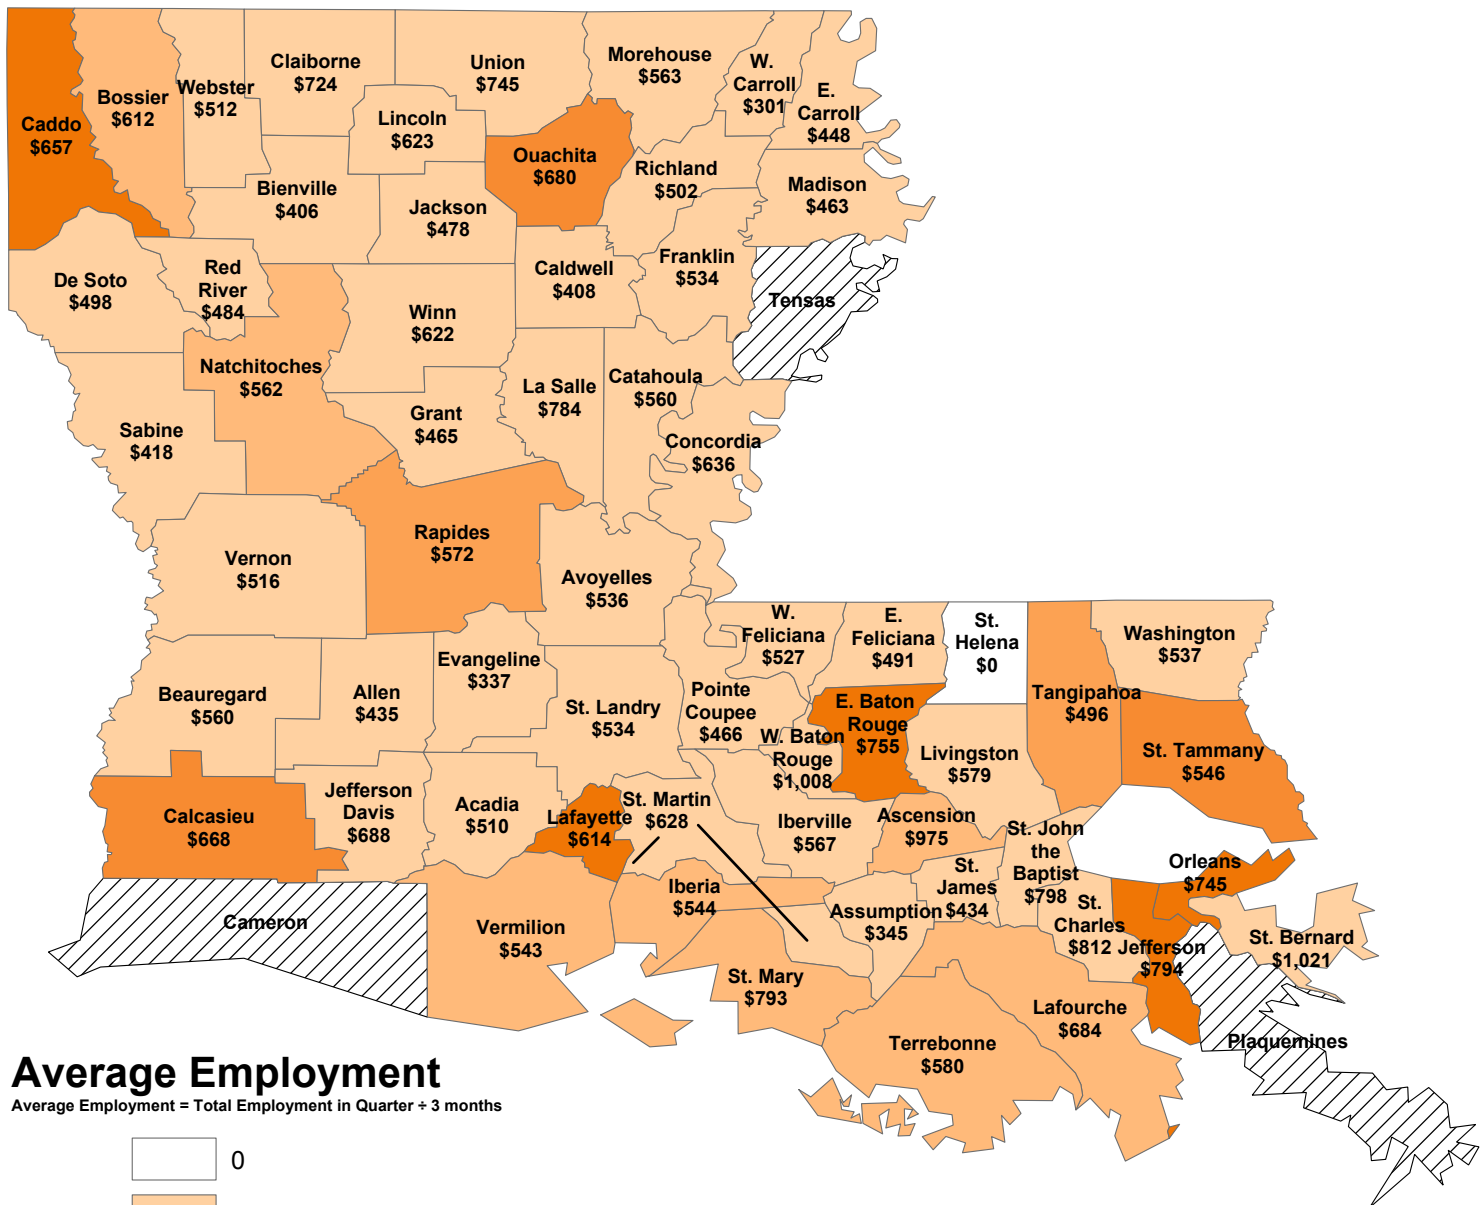 Claiborne
$724
Union
$745
Morehouse
$563
W.
Carroll
$301
E.
Carroll
$448
Webster
$512
Bossier
$612
Caddo
$657
Lincoln
$623
Ouachita
$680
Richland
$502
Madison
$463
Bienville
$406
Jackson
$478
De Soto
$498
Red
River
$484
Caldwell
$408
Franklin
$534
Tensas
Winn
$622
Natchitoches
$562
La Salle
$784
Catahoula
$560
Sabine
$418
Grant
$465
Concordia
$636
Rapides
$572
Vernon
$516
Avoyelles
$536
W.
Feliciana
$527
E.
Feliciana
$491
St.
Helena
$0
Washington
$537
Beauregard
$560
Allen
$435
Evangeline
$337
St. Landry
$534
Pointe
Coupee
$466
E. Baton
Rouge
$755
Tangipahoa
$496
W. Baton
Rouge
$1,008
Livingston
$579
St. Tammany
$546
Calcasieu
$668
Jefferson
Davis
$688
Acadia
$510
Lafayette
$614
St. Martin
$628
Iberville
$567
Ascension
$975
St. John
the
Baptist
$798
Orleans
$745
Cameron
Vermilion
$543
Iberia
$544
St.
James
$434
Assumption
$345
St.
Charles
$812
Jefferson
$794
St. Bernard
$1,021
St. Mary
$793
Lafourche
$684
Terrebonne
$580
Plaquemines
Average Employment
Average Employment = Total Employment in Quarter ÷ 3 months
0